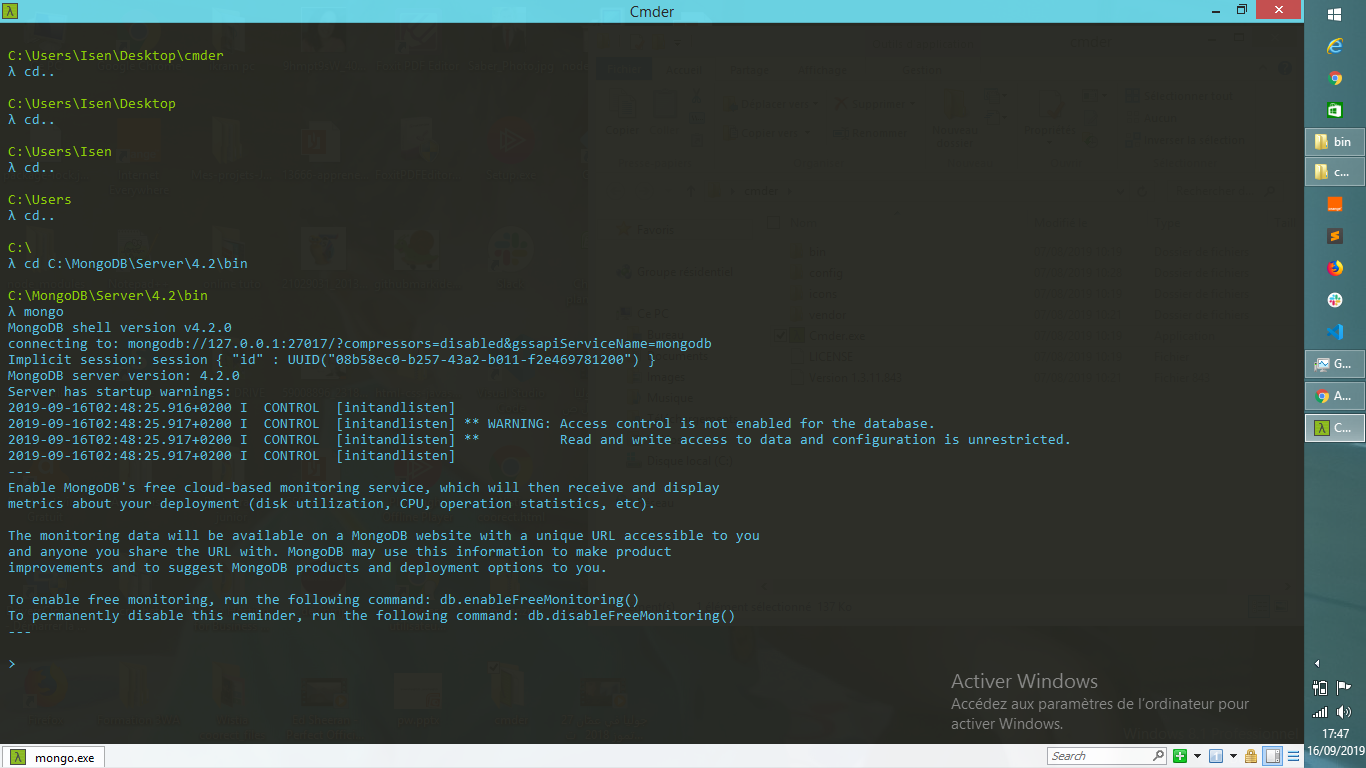 Cmder
C:\Users\Isen\Desktop\cmder
λ cd..
C:\Users\Isen\Desktop
λ cd..
C:\Users\Isen
λ cd..
C:\Users
λ cd..
C:\
λ cd C:\MongoDB\Server\4.2\bin
C:\MongoDB\Server\4.2\bin
λ mongo
MongoDB shell version v4.2.0
connecting to: mongodb://127.0.0.1:27017/?compressors=disabled&gssapiServiceName=mongodb
Implicit session: session { "id" : UUID("08b58ec0-b257-43a2-b011-f2e469781200") }
MongoDB server version: 4.2.0
Server has startup warnings:
2019-09-16T02:48:25.916+0200 I  CONTROL  [initandlisten]
2019-09-16T02:48:25.917+0200 I  CONTROL  [initandlisten] ** WARNING: Access control is not enabled for the database.
2019-09-16T02:48:25.917+0200 I  CONTROL  [initandlisten] **          Read and write access to data and configuration is unrestricted.
2019-09-16T02:48:25.917+0200 I  CONTROL  [initandlisten]
---
Enable MongoDB's free cloud-based monitoring service, which will then receive and display
metrics about your deployment (disk utilization, CPU, operation statistics, etc).
The monitoring data will be available on a MongoDB website with a unique URL accessible to you
and anyone you share the URL with. MongoDB may use this information to make product
improvements and to suggest MongoDB products and deployment options to you.
To enable free monitoring, run the following command: db.enableFreeMonitoring()
To permanently disable this reminder, run the following command: db.disableFreeMonitoring()
---
>
Activer Windows
Accédez aux paramètres de l'ordinateur pour
activer Windows.
mongo.exe
Search
bin
c...
G...
A...
C...
17:47
16/09/2019